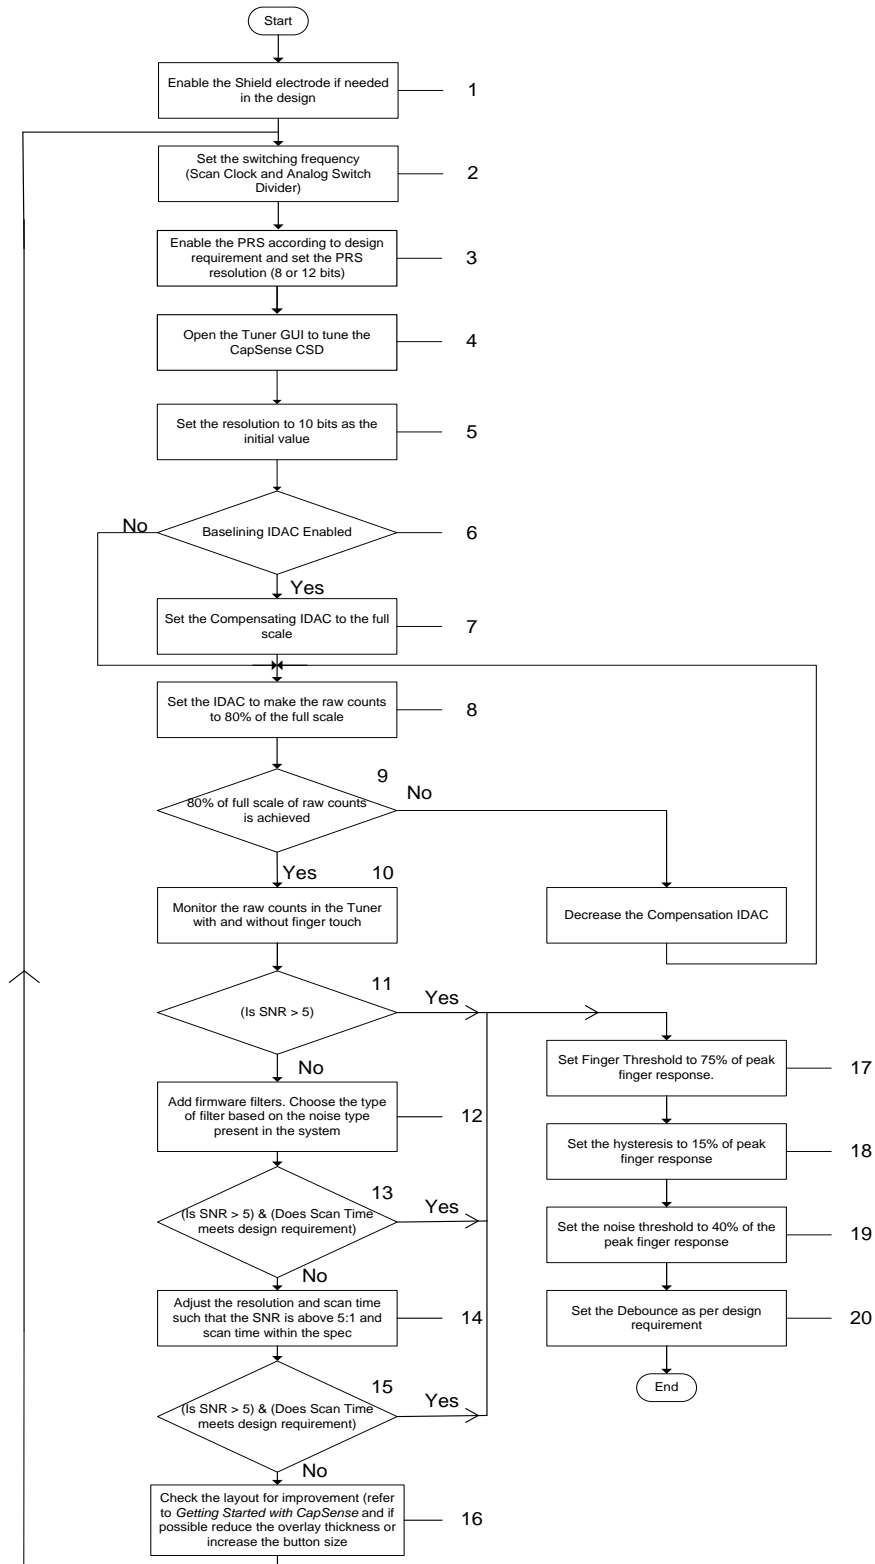 Start
Enable the Shield electrode if needed
in the design
1
Set the switching frequency
(Scan Clock and Analog Switch
Divider)
2
Enable the PRS according to design
requirement and set the PRS
resolution (8 or 12 bits)
3
Open the Tuner GUI to tune the
CapSense CSD
4
Set the resolution to 10 bits as the
initial value
5
No
Baselining IDAC Enabled
6
Yes
Set the Compensating IDAC to the full
scale
7
Set the IDAC to make the raw counts
to 80% of the full scale
8
9
80% of full scale of raw counts
is achieved
No
Yes
10
Monitor the raw counts in the Tuner
with and without finger touch
Decrease the Compensation IDAC
11
(Is SNR > 5)
Yes
No
Add firmware filters. Choose the type
of filter based on the noise type
present in the system
12
13
(Is SNR > 5) & (Does Scan Time
meets design requirement)
Yes
No
Adjust the resolution and scan time
such that the SNR is above 5:1 and
scan time within the spec
14
15
(Is SNR > 5) & (Does Scan Time
meets design requirement)
Yes
No
Check the layout for improvement (refer
to Getting Started with CapSense and if
possible reduce the overlay thickness or
increase the button size
16
Set Finger Threshold to 75% of peak
finger response.
17
Set the hysteresis to 15% of peak
finger response
18
Set the noise threshold to 40% of the
peak finger response
19
Set the Debounce as per design
requirement
20
End